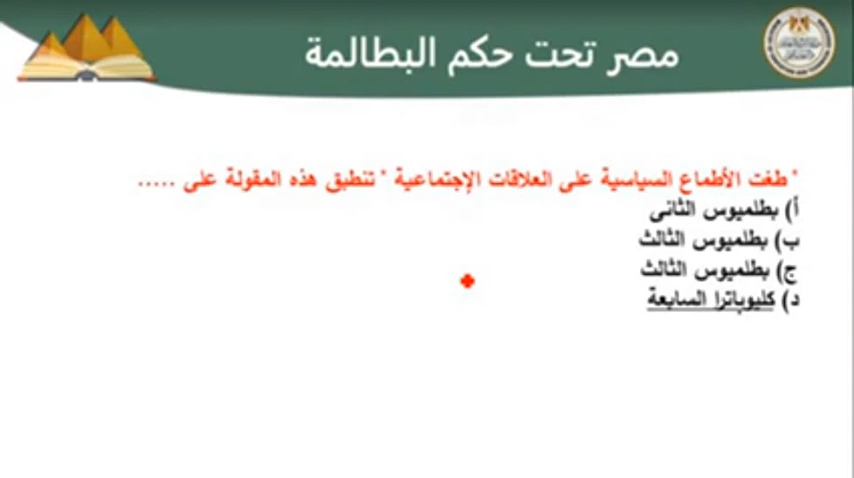 مصر تحت حكم البطالمة
" طغت الأطماع السياسية على العلاقات الإجتماعية " تنطبق هذه المقولة على .....
أ) بطلميوس الثانى
ب) بطلميوس الثالث
ج) بطلميوس الثالث
د) كليوباترا السابعة